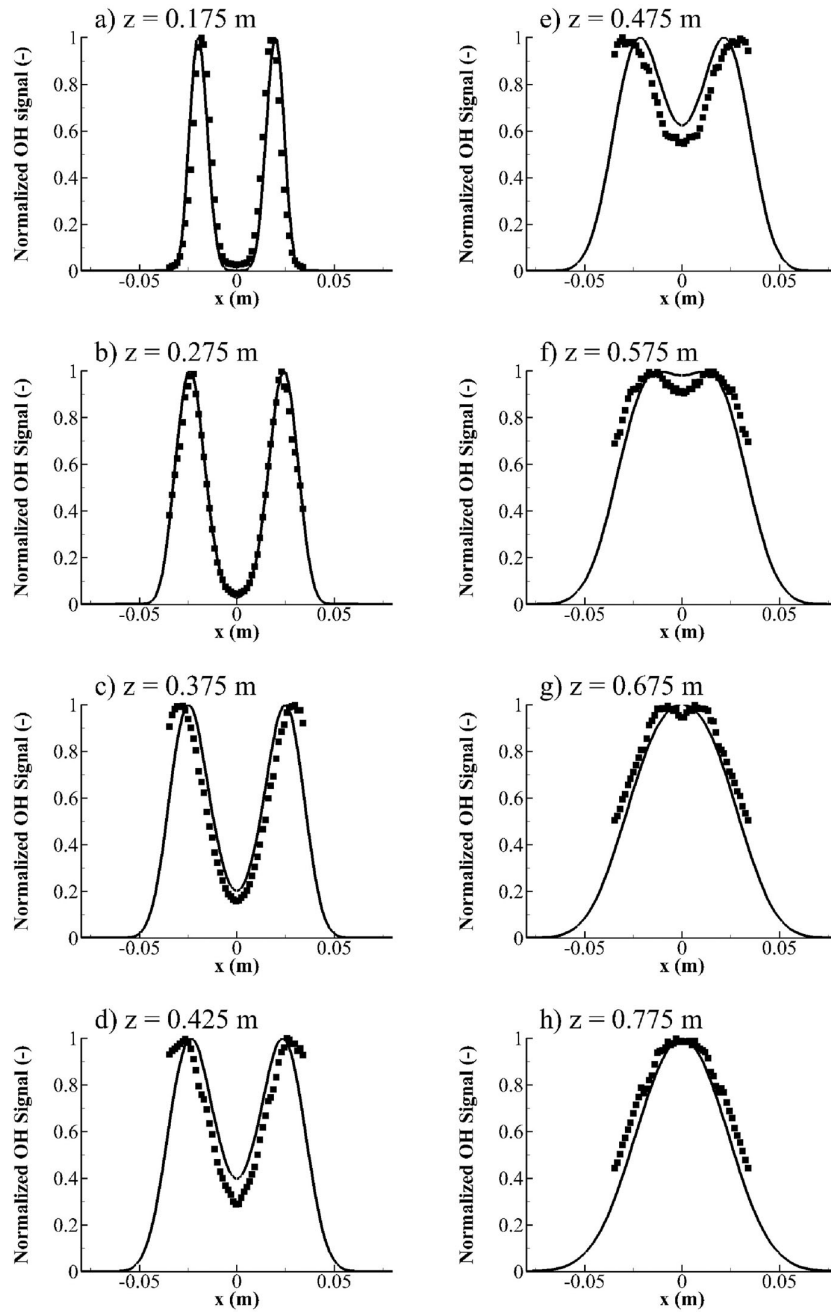 a) z = 0.175 m
Normalized OH signal (-)
1
0.8
0.6
0.4
0.2
0
-0.05 0 0.05
x (m)
b) z = 0.275 m
Normalized OH Signal (-)
1
0.8
0.6
0.4
0.2
0
-0.05 0 0.05
x (m)
c) z = 0.375 m
Normalized OH Signal (-)
1
0.8
0.6
0.4
0.2
0
-0.05 0 0.05
x (m)
d) z = 0.425 m
Normalized OH Signal (-)
1
0.8
0.6
0.4
0.2
0
-0.05 0 0.05
x (m)
e) z = 0.475 m
Normalized OH Signal (-)
1
0.8
0.6
0.4
0.2
0
-0.05 0 0.05
x (m)
f) z = 0.575 m
Normalized OH Signal (-)
1
0.8
0.6
0.4
0.2
0
-0.05 0 0.05
x (m)
g) z = 0.675 m
Normalized OH Signal (-)
1
0.8
0.6
0.4
0.2
0
-0.05 0 0.05
x (m)
h) z = 0.775 m
Normalized OH Signal (-)
1
0.8
0.6
0.4
0.2
0
-0.05 0 0.05
x (m)